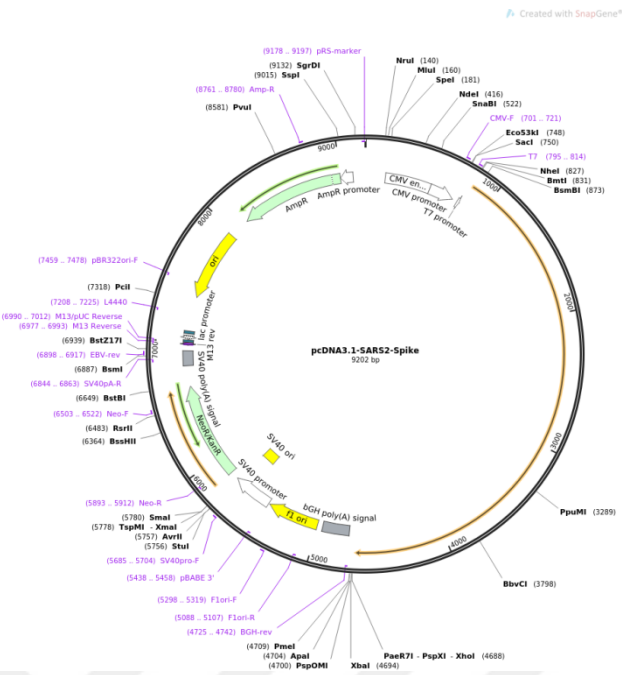 Created with SnapGene®
(9178 .. 9197) pRS-marker
(9132) SgrDI
(9015) SspI
(8761 .. 8780) Amp-R
(8581) PvuI
NruI (140)
MluI (160)
SpeI (181)
NdeI (416)
SnaBI (522)
CMV-F (701 .. 721)
Eco53kI (748)
SacI (750)
T7 (795 .. 814)
NheI (827)
BmtI (831)
BsmBI (873)
9000
1000
2000
3000
4000
5000
6000
7000
8000
AmpR
AmpR promoter
CMV en...
CMV promoter
T7 promoter
ori
lac promoter
M13 rev
SV40 poly(A) signal
NeoR/KanR
SV40 ori
SV40 promoter
f1 ori
bGH poly(A) signal
pcDNA3.1-SARS2-Spike
9202 bp
(7459 .. 7478) pBR322ori-F
(7318) PciI
(7208 .. 7225) L4440
(6990 .. 7012) M13/pUC Reverse
(6977 .. 6993) M13 Reverse
(6939) BstZ17I
(6898 .. 6917) EBV-rev
(6887) BsmI
(6844 .. 6863) SV40pA-R
(6649) BstBI
(6503 .. 6522) Neo-F
(6483) RsrII
(6364) BssHII
(5893 .. 5912) Neo-R
(5780) SmaI
(5778) TspMI - XmaI
(5757) AvrII
(5756) StuI
(5685 .. 5704) SV40pro-F
(5438 .. 5458) pBABE 3'
(5298 .. 5319) F1ori-F
(5088 .. 5107) F1ori-R
(4725 .. 4742) BGH-rev
(4709) PmeI
(4704) ApaI
(4700) PspOMI
XbaI (4694)
PaeR7I - PspXI - XhoI (4688)
BbvCI (3798)
PpuMI (3289)